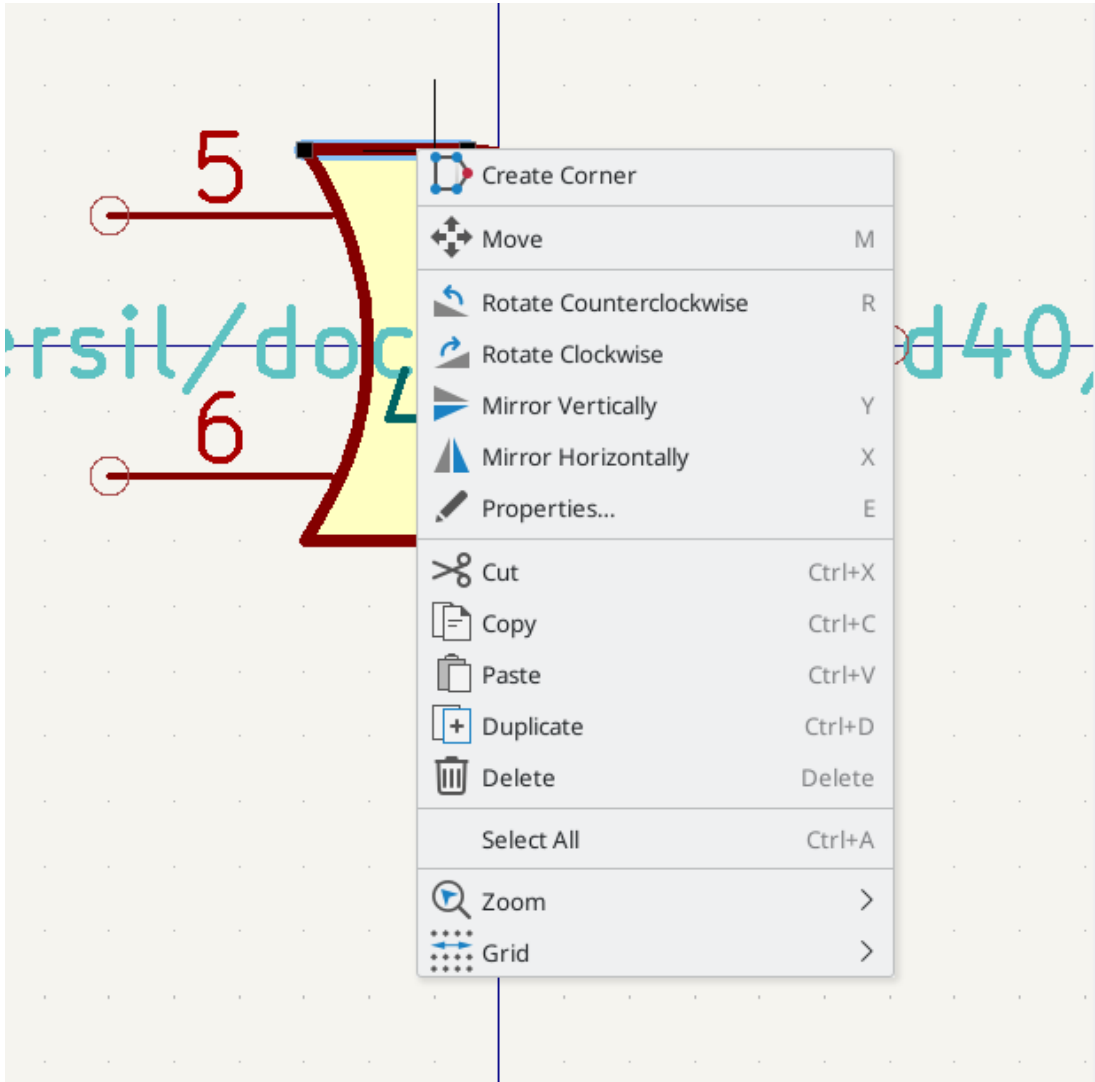 5
Create Corner
Move M
Rotate Counterclockwise R
ersil/doc d40,
Rotate Clockwise
Mirror Vertically Y
6
Mirror Horizontally X
Properties... E
Cut Ctrl+X
Copy Ctrl+C
Paste Ctrl+V
Duplicate Ctrl+D
Delete Delete
Select All Ctrl+A
Zoom
Grid